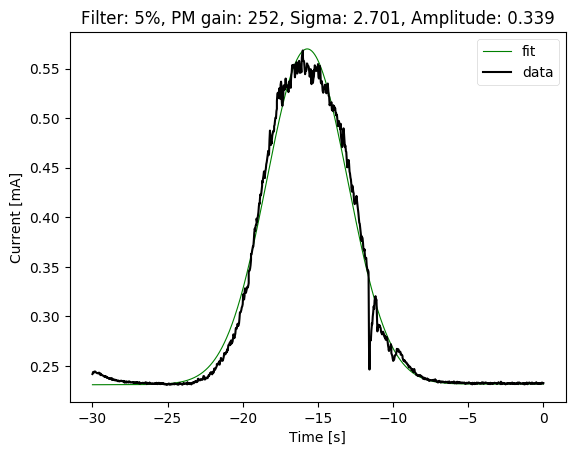 Filter: 5%, PM gain: 252, Sigma: 2.701, Amplitude: 0.339
fit
data
0.55
0.50
0.45
0.40
0.35
0.30
0.25
Current [mA]
−30
−25
−20
−15
−10
−5
0
Time [s]